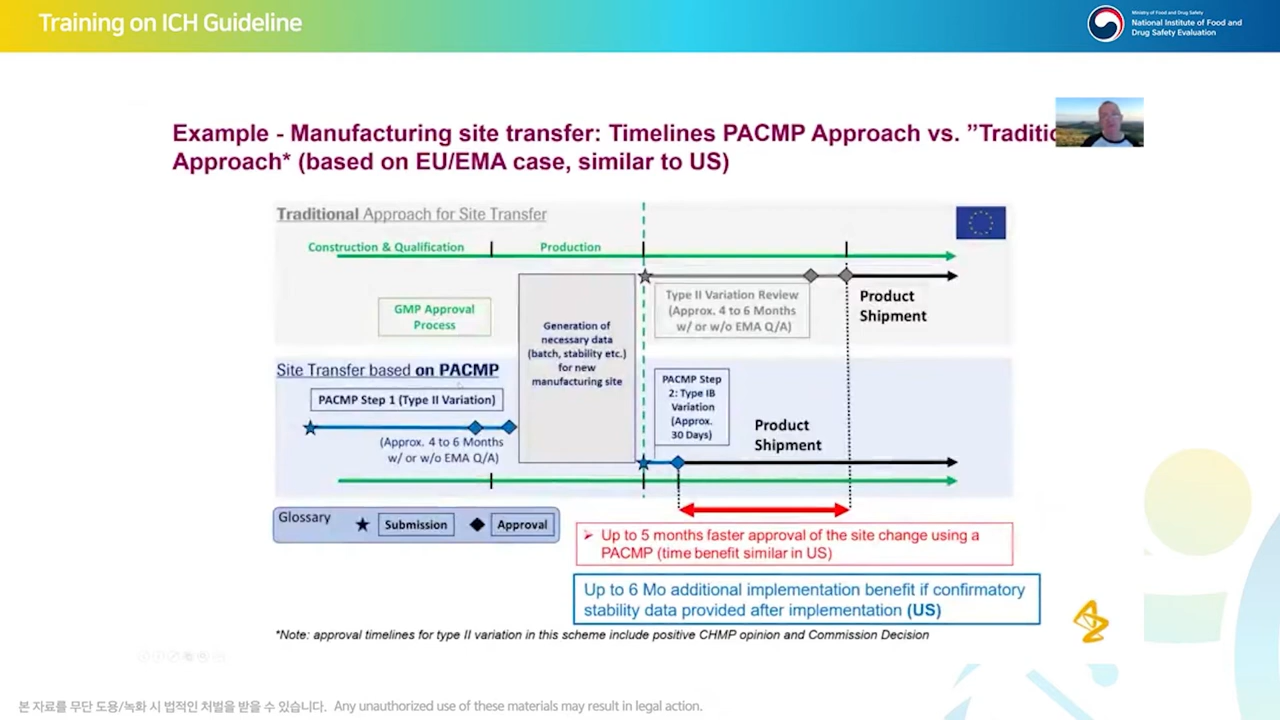 Training on ICH Guideline
Ministry of Food and Drug Safety
National Institute of Food and
Drug Safety Evaluation
Example - Manufacturing site transfer: Timelines PACMP Approach vs. ”Traditio
Approach* (based on EU/EMA case, similar to US)
Traditional Approach for Site Transfer
Construction & Qualification
Production
GMP Approval
Process
Generation of
necessary data
(batch, stability etc.)
for new
manufacturing site
Type II Variation Review
(Approx. 4 to 6 Months
w/ or w/o EMA Q/A)
Product
Shipment
Site Transfer based on PACMP
PACMP Step 1 (Type II Variation)
(Approx. 4 to 6 Months
w/ or w/o EMA Q/A)
PACMP Step
2: Type IB
Variation
(Approx.
30 Days)
Product
Shipment
Glossary
Submission
Approval
➢ Up to 5 months faster approval of the site change using a
PACMP (time benefit similar in US)
Up to 6 Mo additional implementation benefit if confirmatory
stability data provided after implementation (US)
*Note: approval timelines for type II variation in this scheme include positive CHMP opinion and Commission Decision
본 자료를 무단 도용/녹화 시 법적인 처벌을 받을 수 있습니다. Any unauthorized use of these materials may result in legal action.